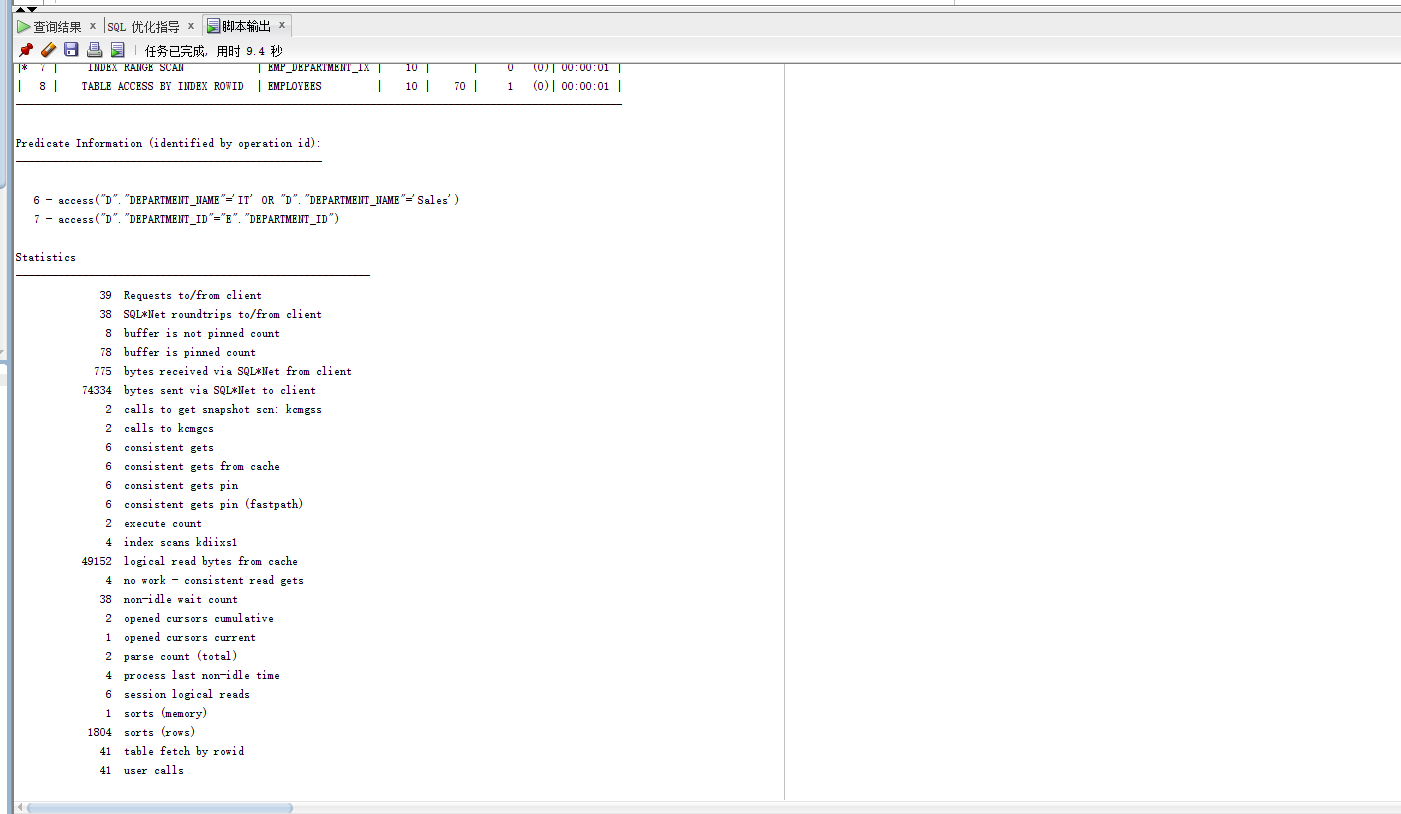 查询结果 × SQL 优化指导 × 脚本输出 ×
任务已完成, 用时 9.4 秒
|* 7 | INDEX RANGE SCAN | EMP_DEPARTMENT_IX | 10 | | 0 (0)| 00:00:01 |
| 8 | TABLE ACCESS BY INDEX ROWID | EMPLOYEES | 10 | 70 | 1 (0)| 00:00:01 |
Predicate Information (identified by operation id):
6 - access("D"."DEPARTMENT_NAME"='IT' OR "D"."DEPARTMENT_NAME"='Sales')
7 - access("D"."DEPARTMENT_ID"="E"."DEPARTMENT_ID")
Statistics
39 Requests to/from client
38 SQL*Net roundtrips to/from client
8 buffer is not pinned count
78 buffer is pinned count
775 bytes received via SQL*Net from client
74334 bytes sent via SQL*Net to client
2 calls to get snapshot scn: kcmgss
2 calls to kcmgcs
6 consistent gets
6 consistent gets from cache
6 consistent gets pin
6 consistent gets pin (fastpath)
2 execute count
4 index scans kdiixs1
49152 logical read bytes from cache
4 no work - consistent read gets
38 non-idle wait count
2 opened cursors cumulative
1 opened cursors current
2 parse count (total)
4 process last non-idle time
6 session logical reads
1 sorts (memory)
1804 sorts (rows)
41 table fetch by rowid
41 user calls